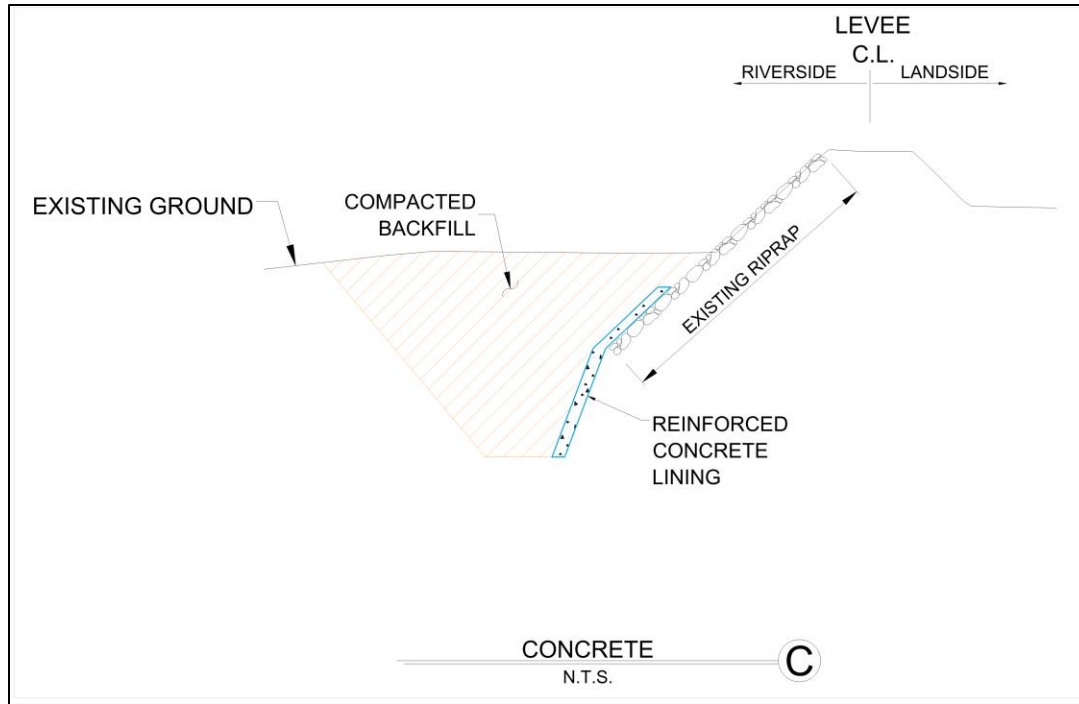 LEVEE
C.L.
RIVERSIDE
LANDSIDE
EXISTING GROUND
COMPACTED
BACKFILL
EXISTING RIPRAP
REINFORCED
CONCRETE
LINING
CONCRETE
N.T.S.
C